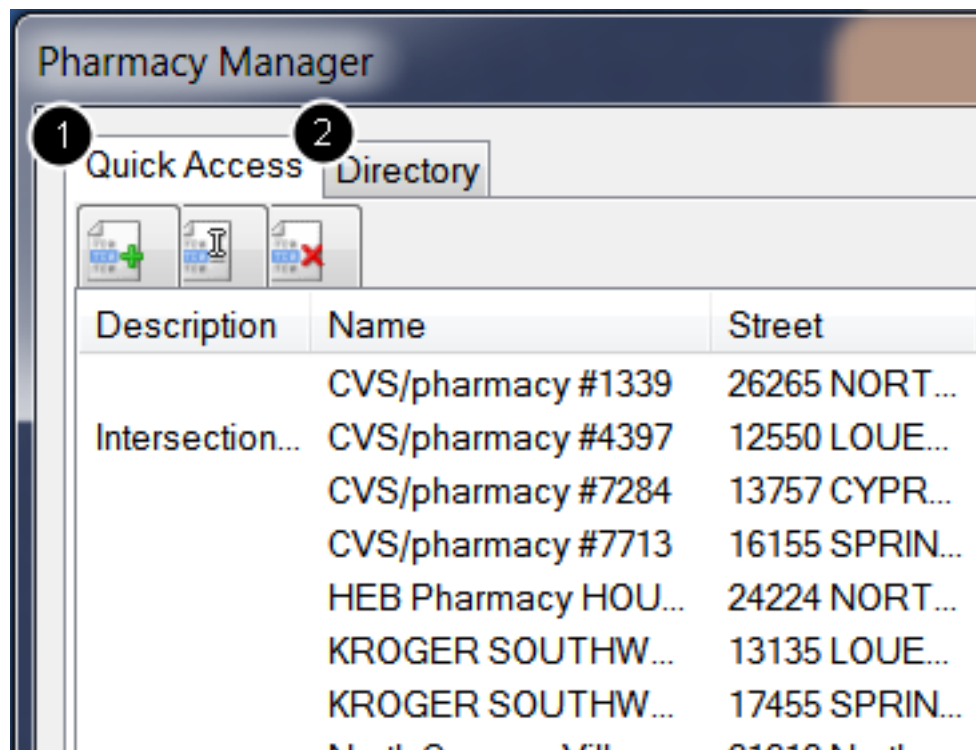 Pharmacy Manager
1 2
Quick Access Directory
Description Name Street
CVS/pharmacy #1339 26265 NORT...
Intersection... CVS/pharmacy #4397 12550 LOUE...
CVS/pharmacy #7284 13757 CYPR...
CVS/pharmacy #7713 16155 SPRIN...
HEB Pharmacy HOU... 24224 NORT...
KROGER SOUTHW... 13135 LOUE...
KROGER SOUTHW... 17455 SPRIN...